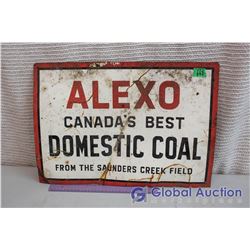 ALEXO
CANADA'S BEST
DOMESTIC COAL
FROM THE SAUNDERS CREEK FIELD
Global Auction